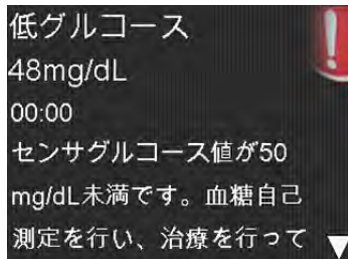 低グルコース
48mg/dL
00:00
センサグルコース値が50
mg/dL未満です。血糖自己
測定を行い、治療を行って